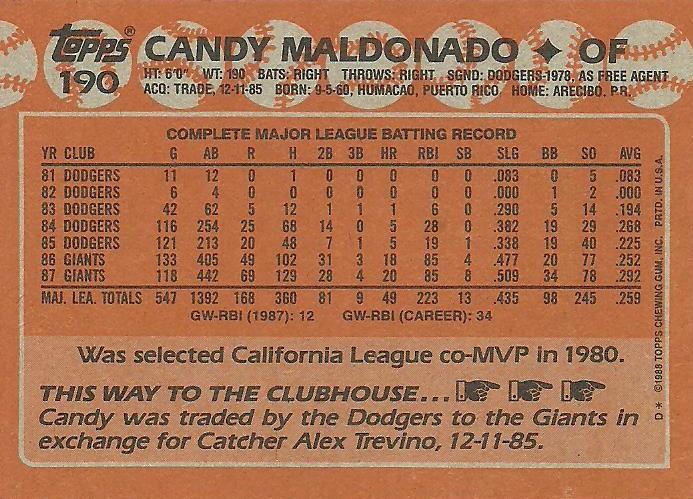 Topps®
190
CANDY MALDONADO ✦ OF
HT: 6'0" WT: 190 BATS: RIGHT THROWS: RIGHT SGND: DODGERS-1978, AS FREE AGENT
ACQ: TRADE, 12-11-85 BORN: 9-5-60, HUMACAO, PUERTO RICO HOME: ARECIBO, P.R.
COMPLETE MAJOR LEAGUE BATTING RECORD
YR CLUB G AB R H 2B 3B HR RBI SB SLG BB SO AVG
81 DODGERS 11 12 0 1 0 0 0 0 0 .083 0 5 .083
82 DODGERS 6 4 0 0 0 0 0 0 0 .000 1 2 .000
83 DODGERS 42 62 5 12 1 1 1 6 0 .290 5 14 .194
84 DODGERS 116 254 25 68 14 0 5 28 0 .382 19 29 .268
85 DODGERS 121 213 20 48 7 1 5 19 1 .338 19 40 .225
86 GIANTS 133 405 49 102 31 3 18 85 4 .477 20 77 .252
87 GIANTS 118 442 69 129 28 4 20 85 8 .509 34 78 .292
MAJ. LEA. TOTALS 547 1392 168 360 81 9 49 223 13 .435 98 245 .259
GW-RBI (1987): 12 GW-RBI (CAREER): 34
Was selected California League co-MVP in 1980.
THIS WAY TO THE CLUBHOUSE...
Candy was traded by the Dodgers to the Giants in
exchange for Catcher Alex Trevino, 12-11-85.
D* ©1988 TOPPS CHEWING GUM, INC. PRTD. IN U.S.A.